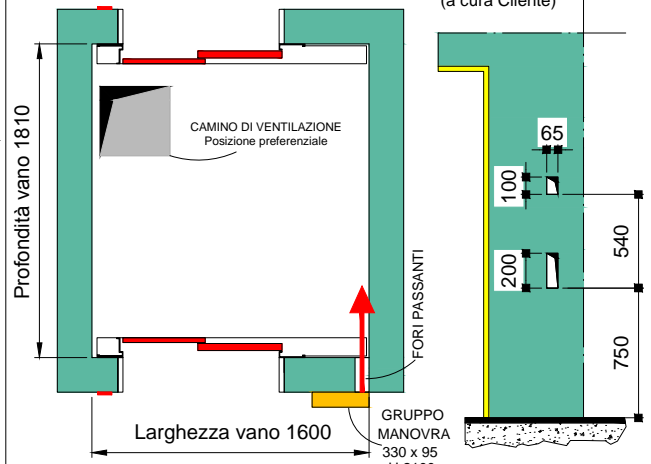 (a cura Cliente)
Profondità vano 1810
CAMINO DI VENTILAZIONE
Posizione preferenziale
FORI PASSANTI
Larghezza vano 1600
GRUPPO
MANOVRA
330 x 95
65
100
540
200
750